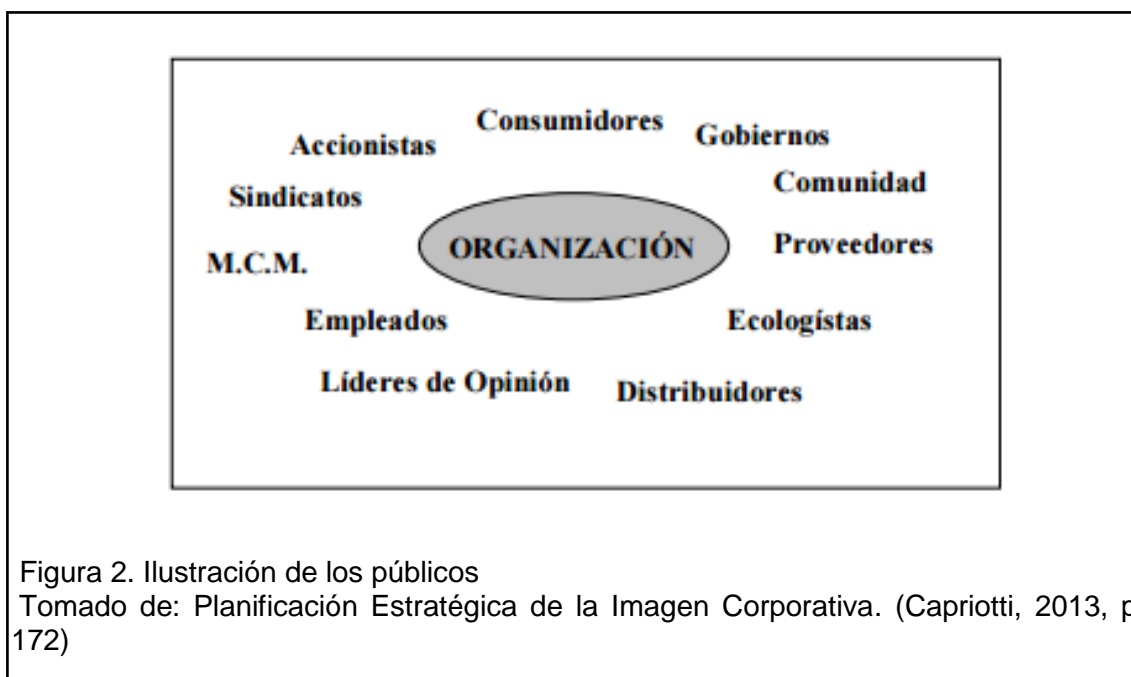 Consumidores
Accionistas
Gobiernos
Sindicatos
Comunidad
M.C.M.
ORGANIZACIÓN
Proveedores
Empleados
Ecologístas
Líderes de Opinión
Distribuidores
Figura 2. Ilustración de los públicos
Tomado de: Planificación Estratégica de la Imagen Corporativa. (Capriotti, 2013, p
172)